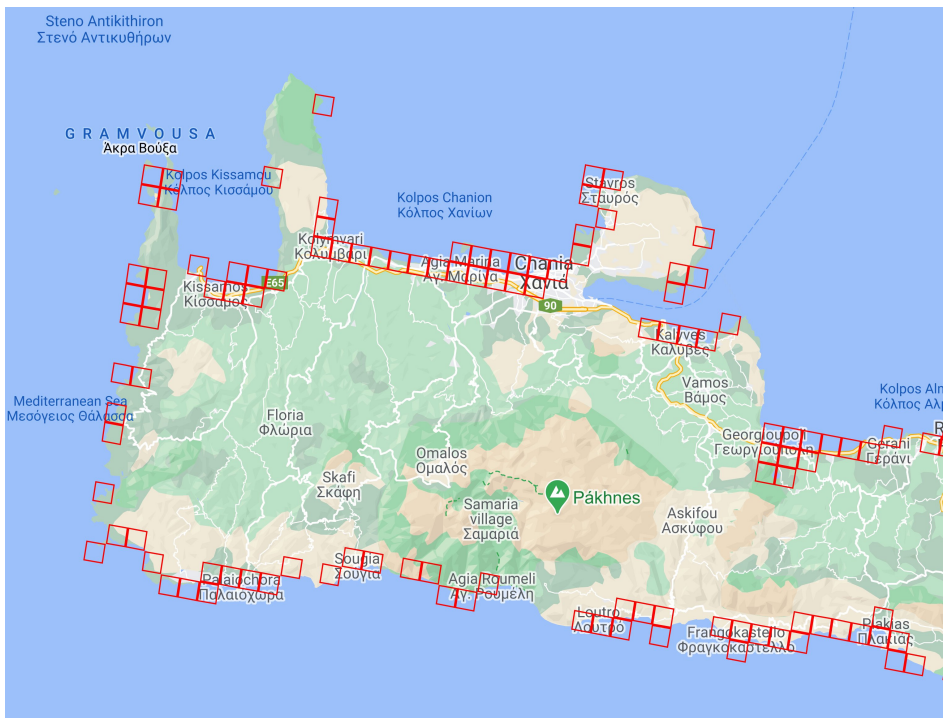 Steno Antikithiron
Στενό Αντικυθήρων
GRAMVOUSA
Άκρα Βούξα
Kolpos Kissamou
Κόλπος Κισσάμου
Kolpos Chanion
Κόλπος Χανίων
Stavros
Σταυρός
Kolymvari
Κολυμβάρι
Agia Marina
Αγ. Μαρίνα
Chania
Χανιά
Kissamos
Κίσσαμος
E65
90
Kalyves
Καλύβες
Vamos
Βάμος
Mediterranean Sea
Μεσόγειος Θάλασσα
Kolpos Alm
Κόλπος Αλμ
Floria
Φλώρια
Georgioupoli
Γεωργιούπολη
Gerani
Γεράνι
R
Omalos
Ομαλός
Skafi
Σκάφη
Pákhnes
Samaria
village
Σαμαριά
Askifou
Ασκύφου
Sougia
Σούγια
Palaiochora
Παλαιόχωρα
Agia Roumeli
Αγ. Ρουμέλη
Loutro
Λουτρό
Frangokastello
Φραγκοκάστελλο
Plakias
Πλακιάς